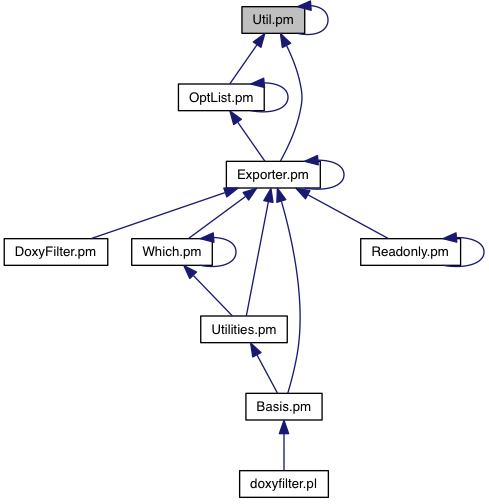 Util.pm
OptList.pm
Exporter.pm
DoxyFilter.pm
Which.pm
Readonly.pm
Utilities.pm
Basis.pm
doxyfilter.pl